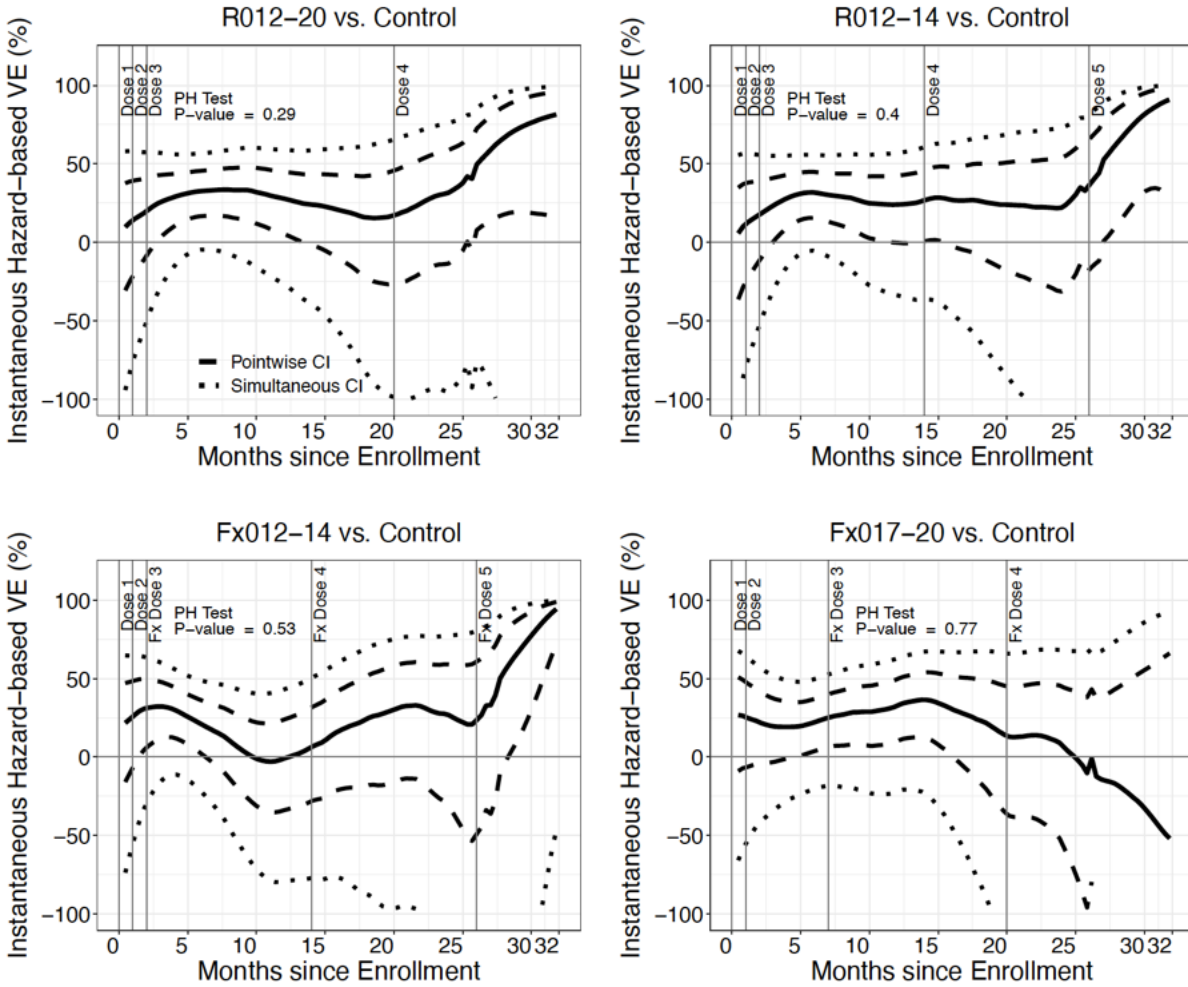 R012−20 vs. Control
Instantaneous Hazard−based VE (%)
100
50
0
−50
−100
Dose 1
Dose 2
Dose 3
Dose 4
PH Test
P−value = 0.29
Pointwise CI
Simultaneous CI
0 5 10 15 20 25 30 32
Months since Enrollment
R012−14 vs. Control
Instantaneous Hazard−based VE (%)
100
50
0
−50
−100
Dose 1
Dose 2
Dose 3
Dose 4
Dose 5
PH Test
P−value = 0.4
0 5 10 15 20 25 30 32
Months since Enrollment
Fx012−14 vs. Control
Instantaneous Hazard−based VE (%)
100
50
0
−50
−100
Dose 1
Dose 2
Fx Dose 3
Fx Dose 4
Fx Dose 5
PH Test
P−value = 0.53
0 5 10 15 20 25 30 32
Months since Enrollment
Fx017−20 vs. Control
Instantaneous Hazard−based VE (%)
100
50
0
−50
−100
Dose 1
Dose 2
Fx Dose 3
Fx Dose 4
PH Test
P−value = 0.77
0 5 10 15 20 25 30 32
Months since Enrollment